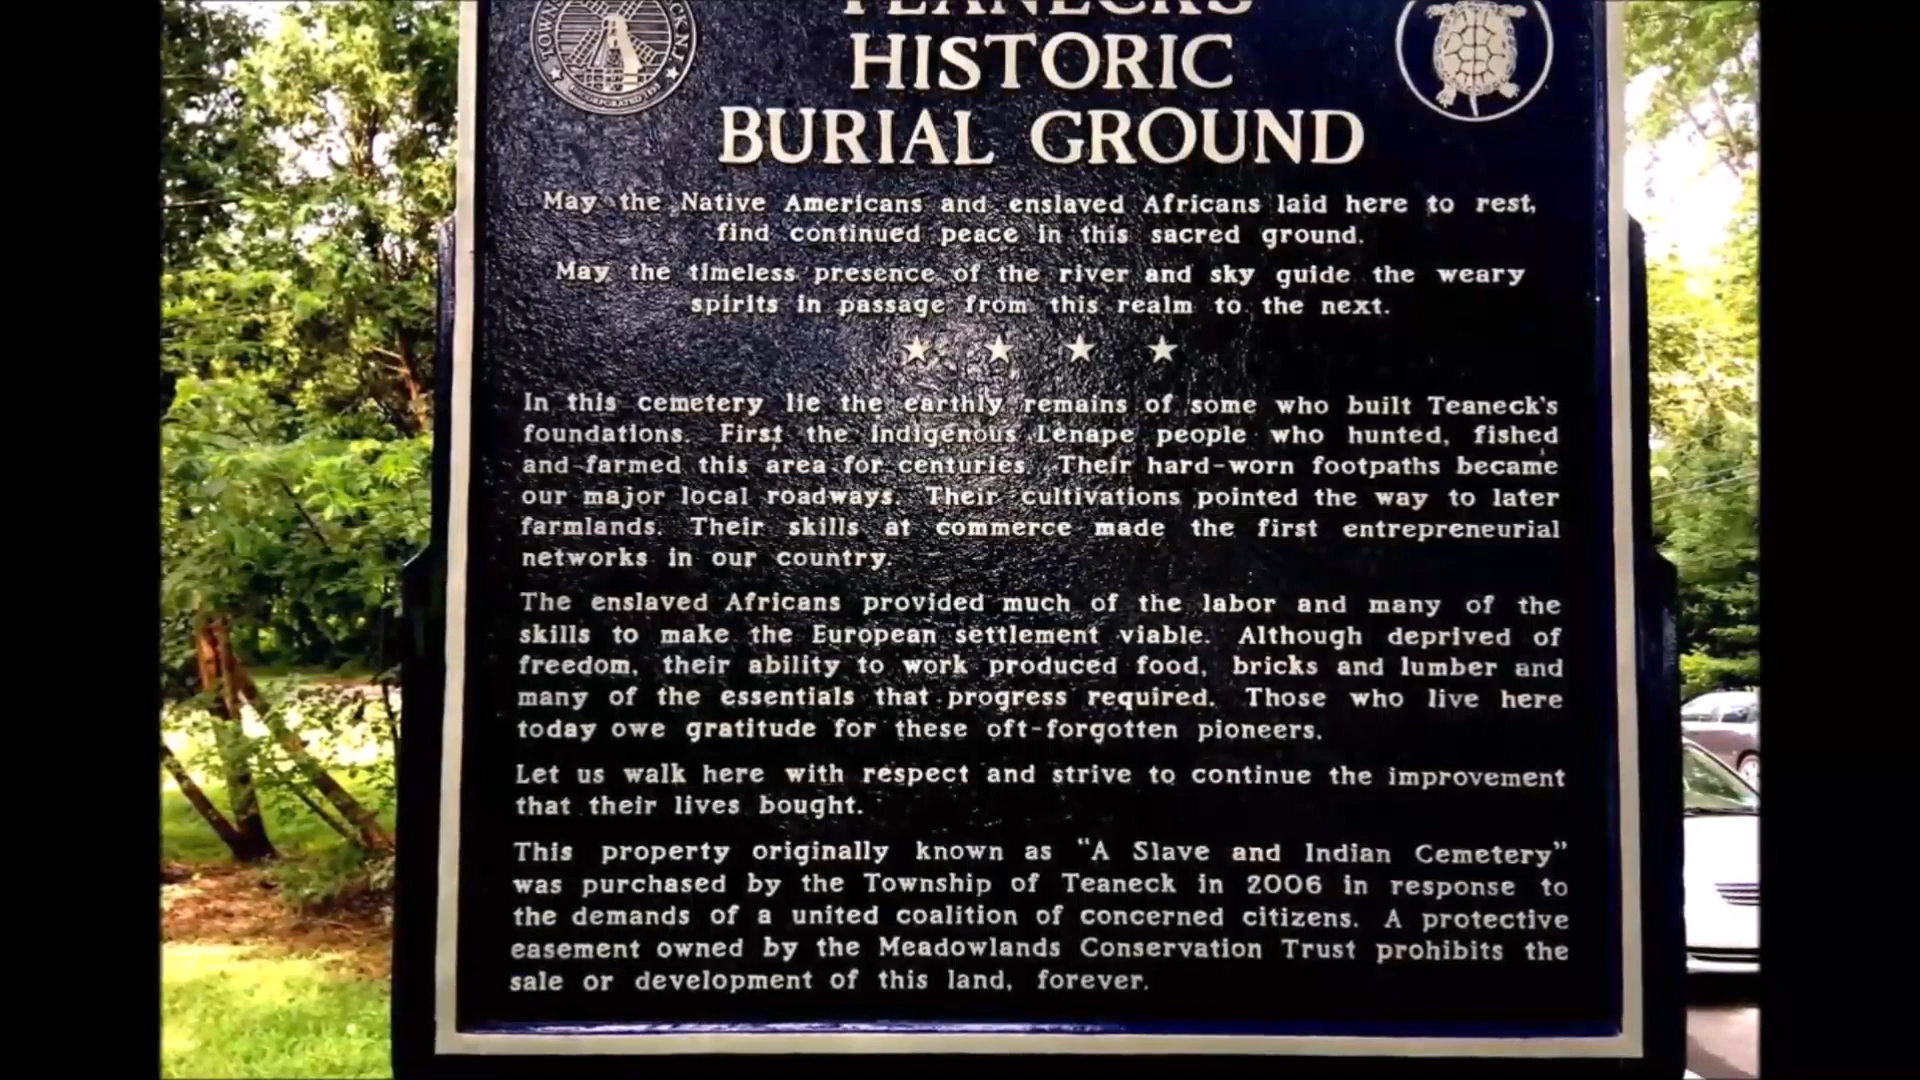 TEANECK'S
HISTORIC
BURIAL GROUND
May the Native Americans and enslaved Africans laid here to rest,
find continued peace in this sacred ground.
May the timeless presence of the river and sky guide the weary
spirits in passage from this realm to the next.
In this cemetery lie the earthly remains of some who built Teaneck's
foundations. First the indigenous Lenape people who hunted, fished
and farmed this area for centuries. Their hard-worn footpaths became
our major local roadways. Their cultivations pointed the way to later
farmlands. Their skills at commerce made the first entrepreneurial
networks in our country.
The enslaved Africans provided much of the labor and many of the
skills to make the European settlement viable. Although deprived of
freedom, their ability to work produced food, bricks and lumber and
many of the essentials that progress required. Those who live here
today owe gratitude for these oft-forgotten pioneers.
Let us walk here with respect and strive to continue the improvement
that their lives bought.
This property originally known as "A Slave and Indian Cemetery"
was purchased by the Township of Teaneck in 2006 in response to
the demands of a united coalition of concerned citizens. A protective
easement owned by the Meadowlands Conservation Trust prohibits the
sale or development of this land, forever.